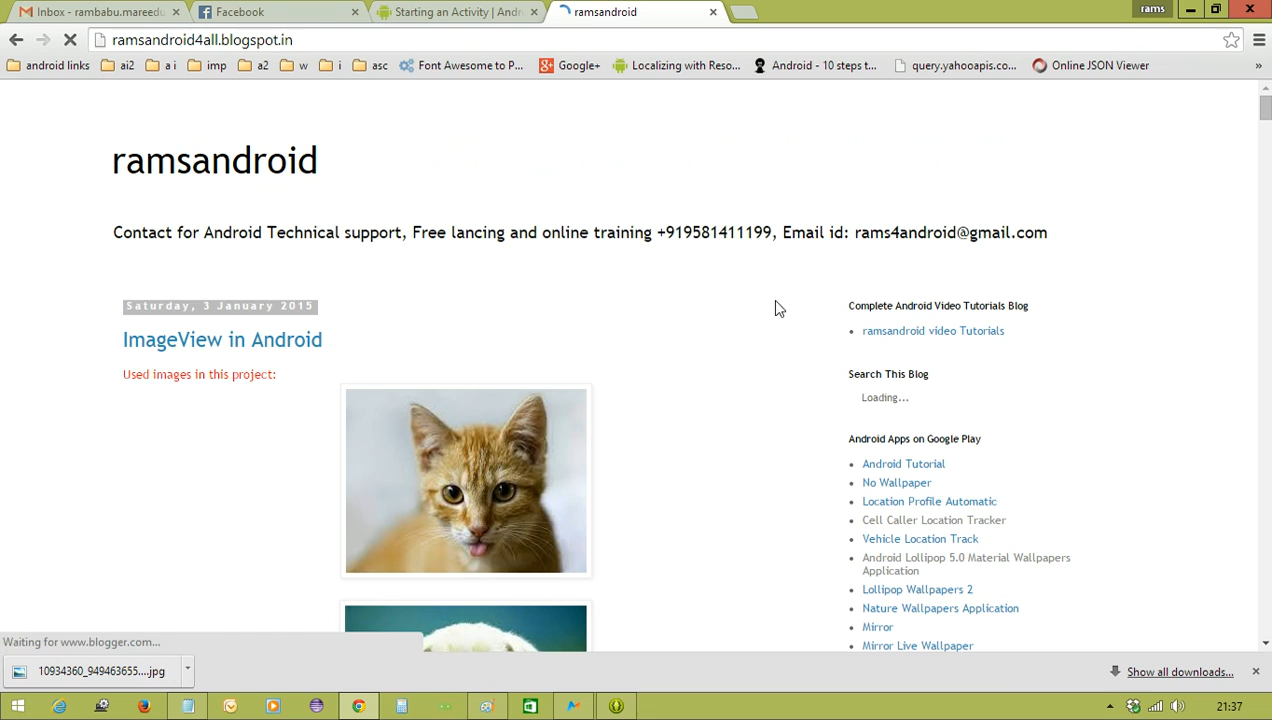 Inbox - rambabu.mareedu
Facebook
Starting an Activity | Andr
ramsandroid
rams
ramsandroid4all.blogspot.in
android links
ai2
a i
imp
a2
w
i
asc
Font Awesome to P...
Google+
Localizing with Reso...
Android - 10 steps t...
query.yahooapis.co...
Online JSON Viewer
»
ramsandroid
Contact for Android Technical support, Free lancing and online training +919581411199, Email id: rams4android@gmail.com
Saturday, 3 January 2015
ImageView in Android
Used images in this project:
Complete Android Video Tutorials Blog
ramsandroid video Tutorials
Search This Blog
Loading...
Android Apps on Google Play
Android Tutorial
No Wallpaper
Location Profile Automatic
Cell Caller Location Tracker
Vehicle Location Track
Android Lollipop 5.0 Material Wallpapers
Application
Lollipop Wallpapers 2
Nature Wallpapers Application
Mirror
Mirror Live Wallpaper
Waiting for www.blogger.com...
10934360_949463655....jpg
Show all downloads...
21:37